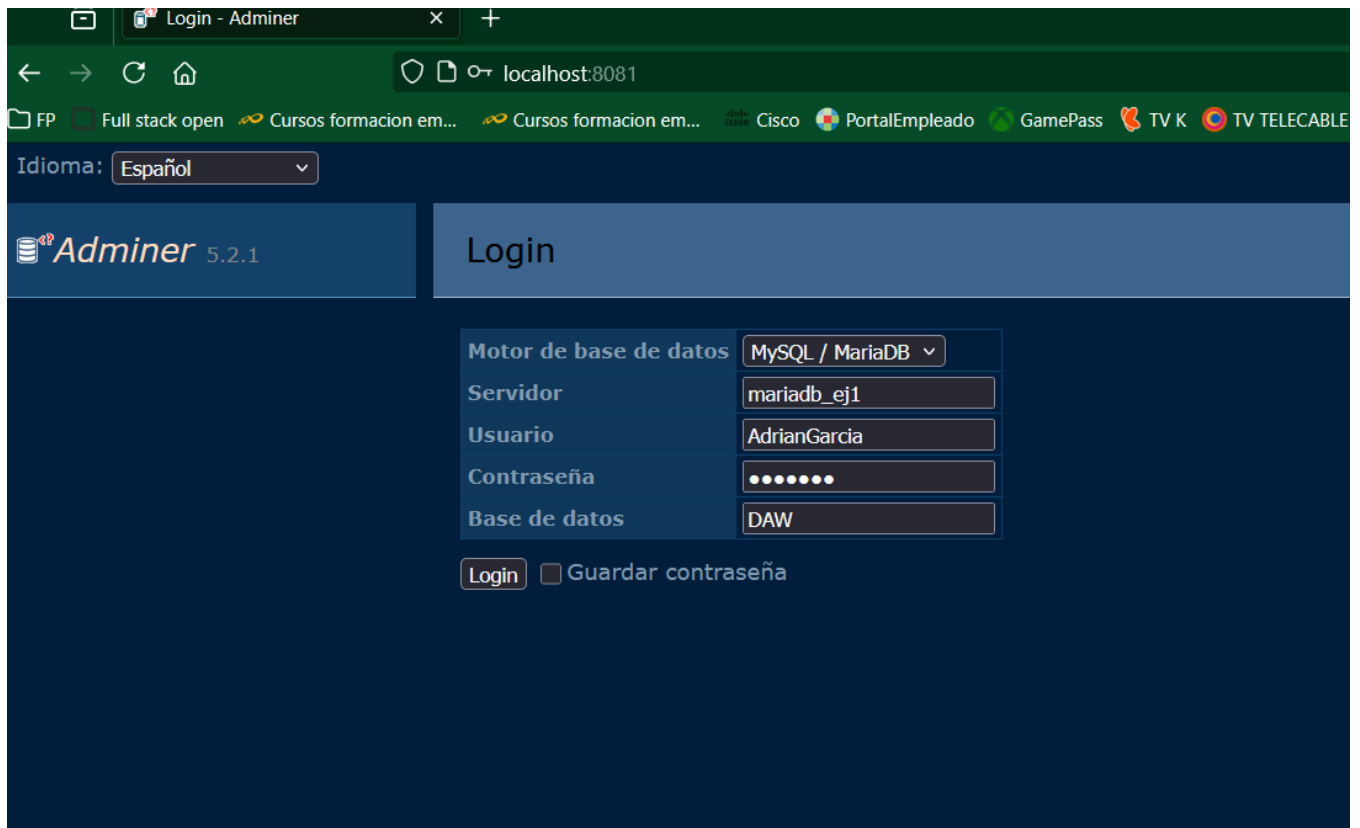 Login - Adminer
localhost:8081
FP Full stack open Cursos formacion em... Cursos formacion em... Cisco PortalEmpleado GamePass TV K TV TELECABLE
Idioma: Español
Adminer 5.2.1
Login
Motor de base de datos MySQL / MariaDB
Servidor mariadb_ej1
Usuario AdrianGarcia
Contraseña ●●●●●●●
Base de datos DAW
Login Guardar contraseña